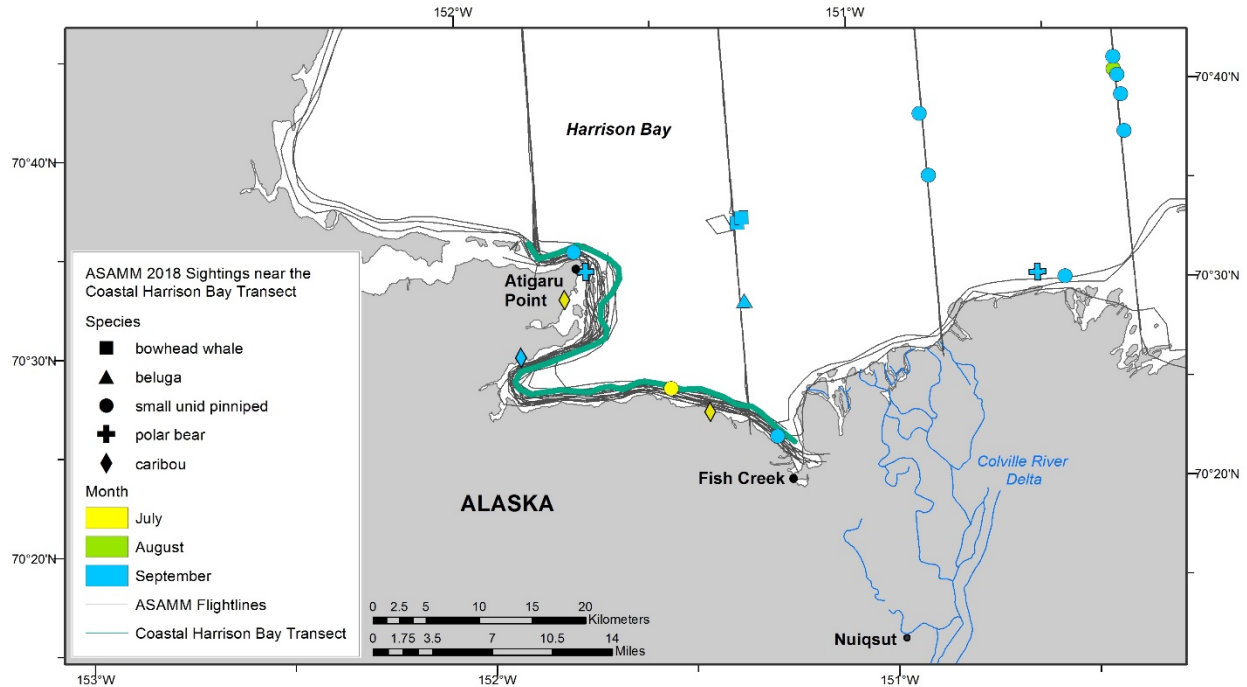 152°W
151°W
70°40'N
Harrison Bay
70°40'N
70°30'N
ASAMM 2018 Sightings near the
Coastal Harrison Bay Transect
Species
bowhead whale
beluga
small unid pinniped
polar bear
caribou
Month
July
August
September
ASAMM Flightlines
Coastal Harrison Bay Transect
Atigaru
Point
70°30'N
Fish Creek
Colville River
Delta
70°20'N
ALASKA
70°20'N
0 2.5 5 10 15 20
Kilometers
0 1.75 3.5 7 10.5 14
Miles
Nuiqsut
153°W
152°W
151°W